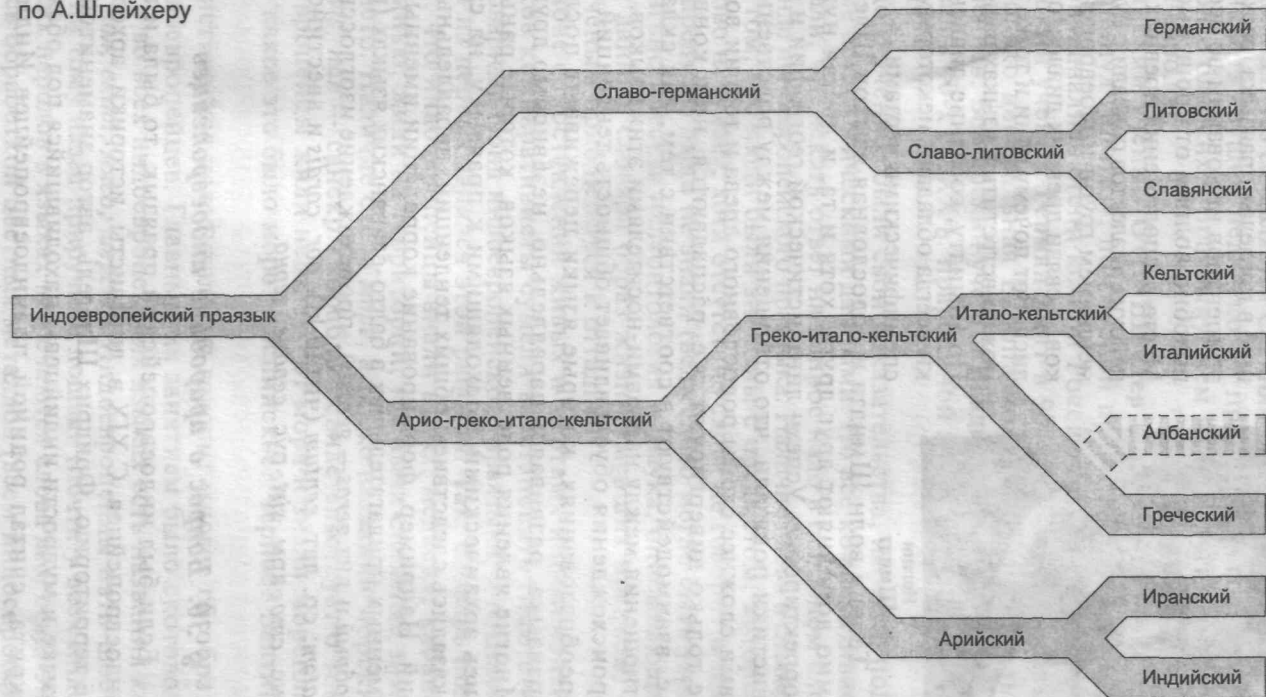 по А.Шлейхеру
Германский
Славо-германский
Литовский
Славо-литовский
Славянский
Кельтский
Индоевропейский праязык
Итало-кельтский
Греко-итало-кельтский
Италийский
Арио-греко-итало-кельтский
Албанский
Греческий
Иранский
Арийский
Индийский